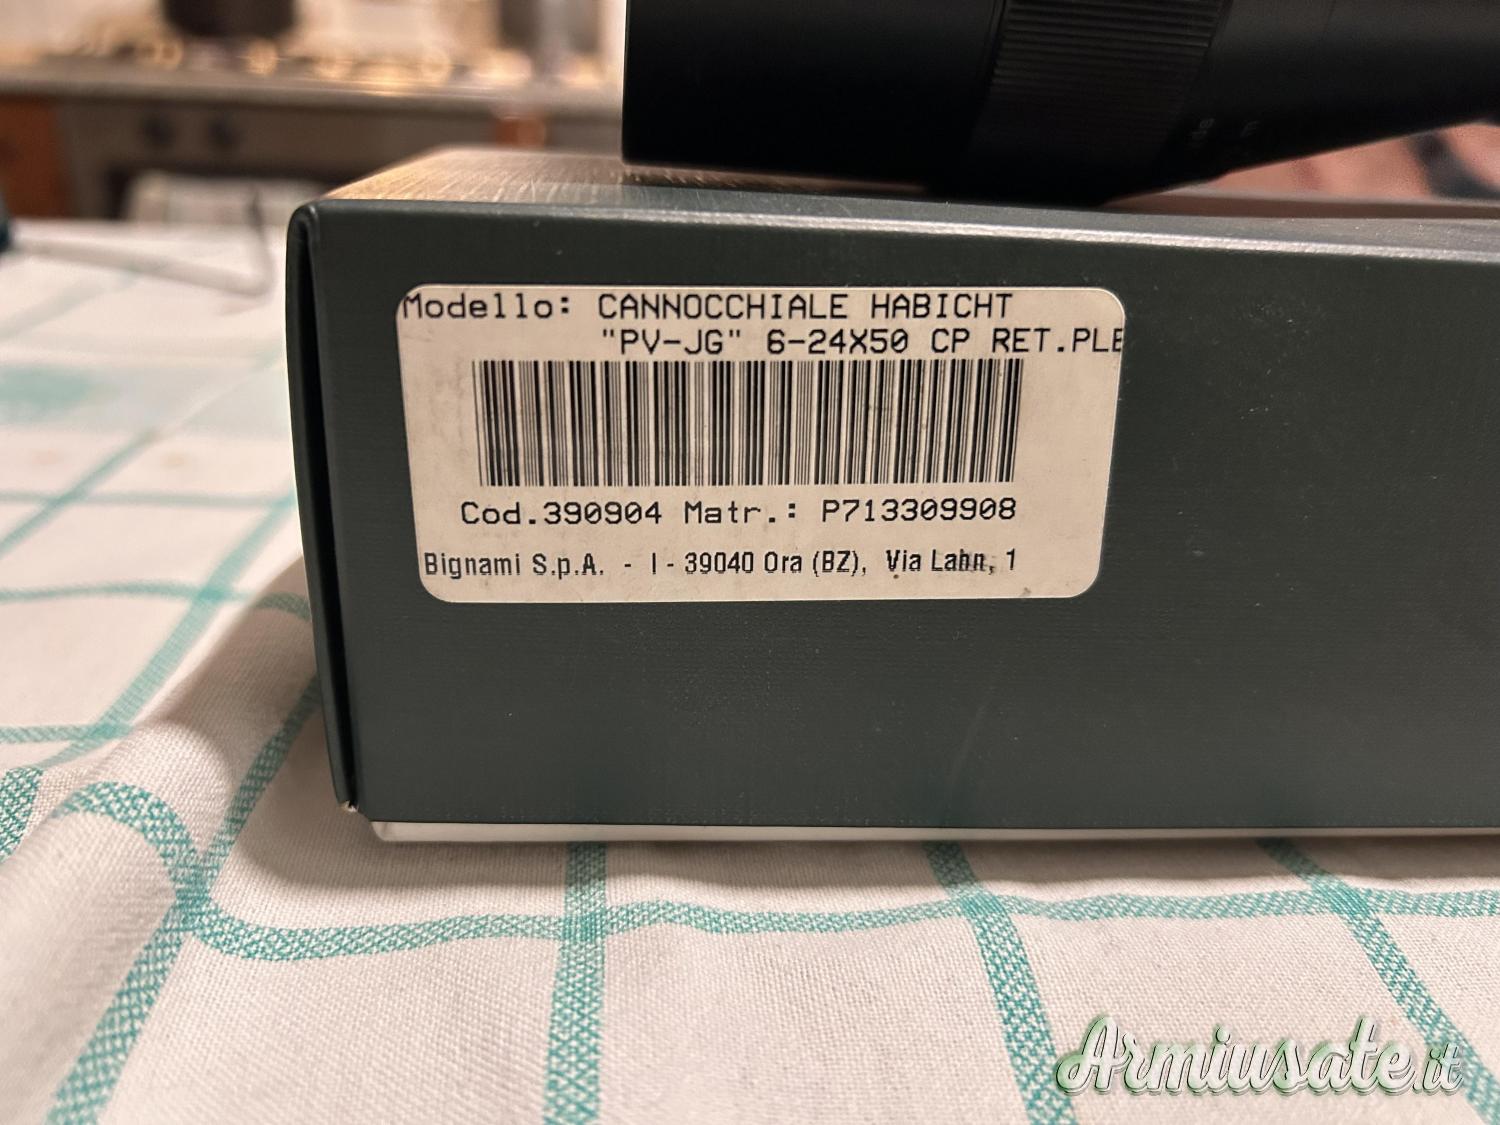 Modello: CANNOCCHIALE HABICHT
"PV-JG" 6-24X50 CP RET.PLE
Cod.390904 Matr.: P713309908
Bignami S.p.A. - I - 39040 Ora (BZ), Via Lahn, 1
Armiusate.it